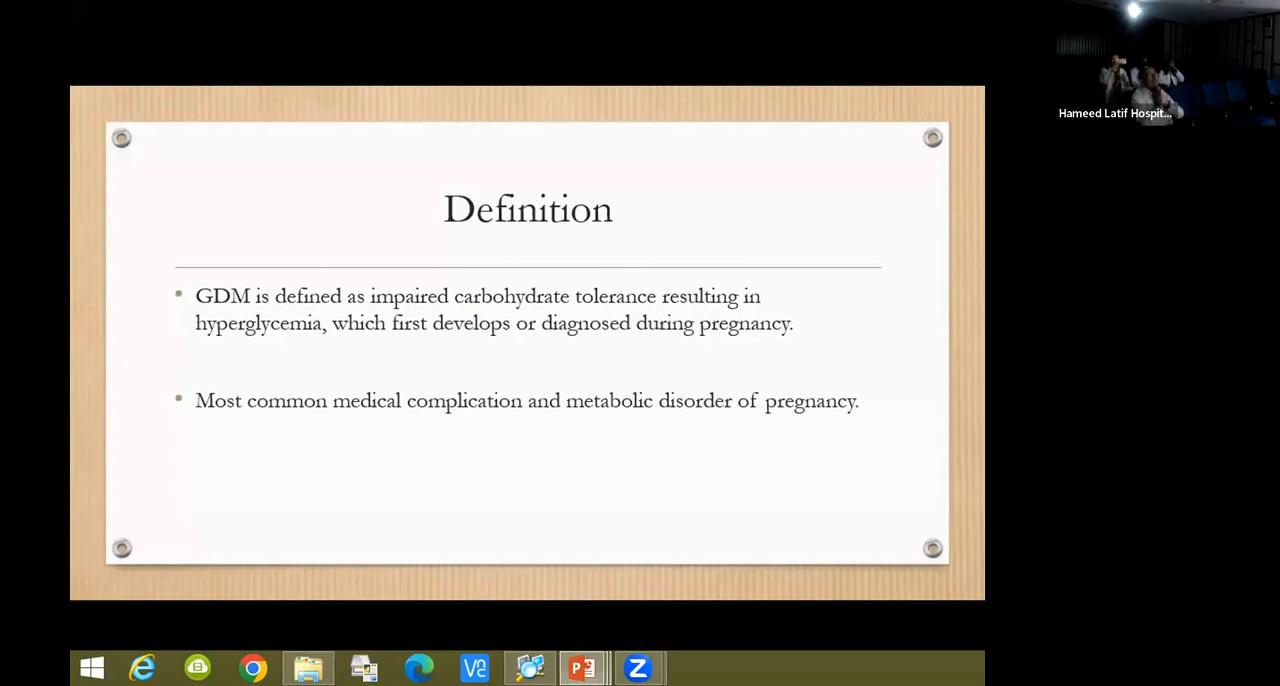 Definition
• GDM is defined as impaired carbohydrate tolerance resulting in
hyperglycemia, which first develops or diagnosed during pregnancy.
• Most common medical complication and metabolic disorder of pregnancy.
Hameed Latif Hospit...